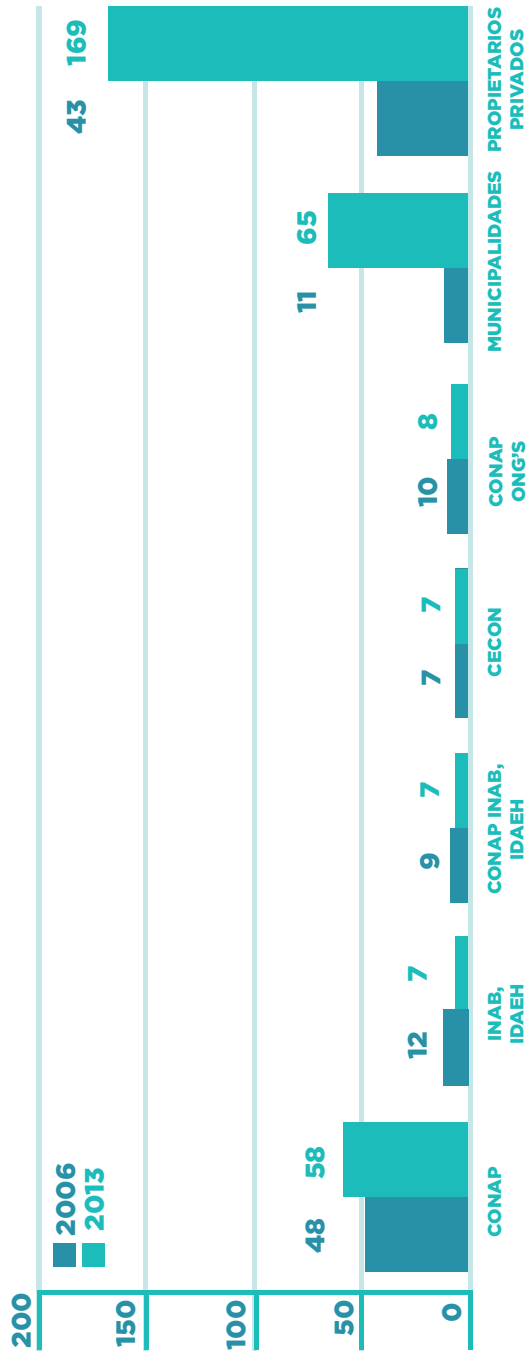 200
150
100
50
0
2006
2013
48
58
12
7
9
7
7
7
10
8
11
65
43
169
CONAP
INAB,
IDAEH
CONAP INAB,
IDAEH
CECON
CONAP
ONG'S
MUNICIPALIDADES
PROPIETARIOS
PRIVADOS